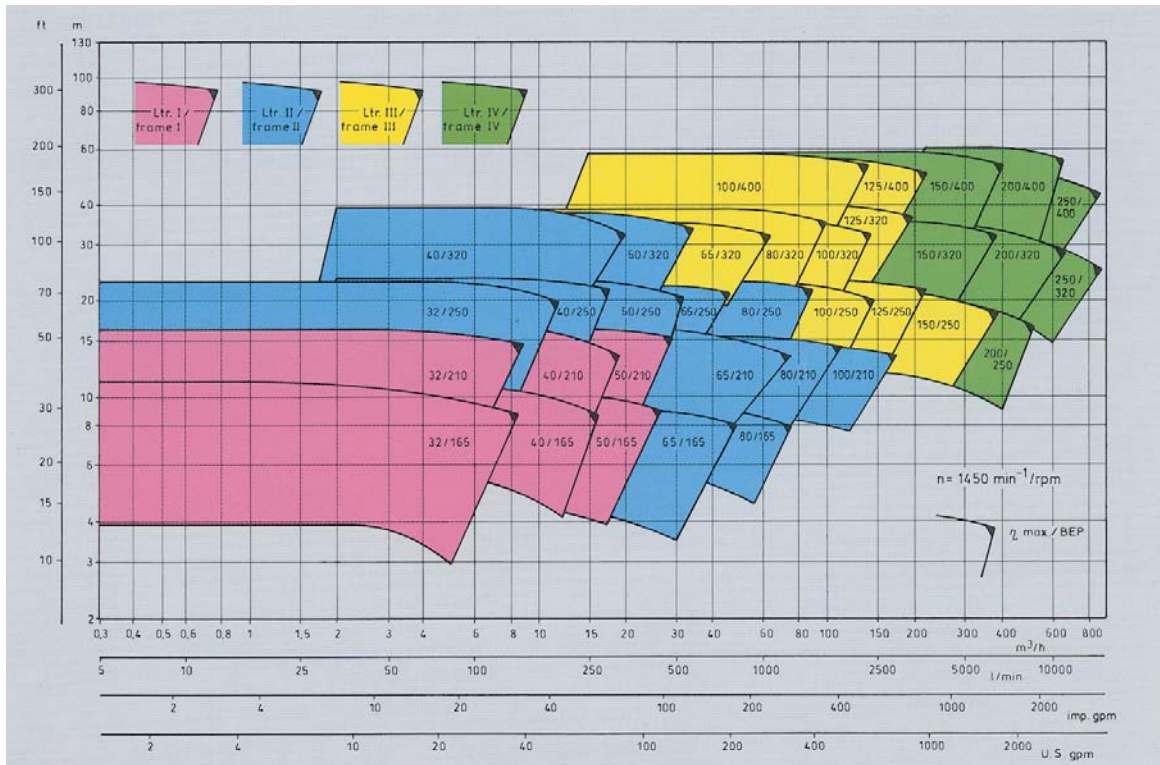 ft m
130
100
300
80
200
60
150
40
100
30
70
20
50
15
10
30
8
20
6
15
4
10
3
2
Ltr. I/
frame I
Ltr. II/
frame II
Ltr. III/
frame III
Ltr. IV/
frame IV
100/400 125/400 150/400 200/400 250/
400
40/320 50/320 65/320 80/320 100/320 125/320 150/320 200/320 250/
320
32/250 40/250 50/250 65/250 80/250 100/250 125/250 150/250 200/
250
32/210 40/210 50/210 65/210 80/210 100/210
32/165 40/165 50/165 65/165 80/165
n= 1450 min⁻¹/rpm
η max./BEP
0,3 0,4 0,5 0,6 0,8 1 1,5 2 3 4 6 8 10 15 20 30 40 60 80 100 150 200 300 400 600 800
m³/h
5 10 25 50 100 250 500 1000 2500 5000 10000
l/min
2 4 10 20 40 100 200 400 1000 2000
imp. gpm
2 4 10 20 40 100 200 400 1000 2000
U.S. gpm